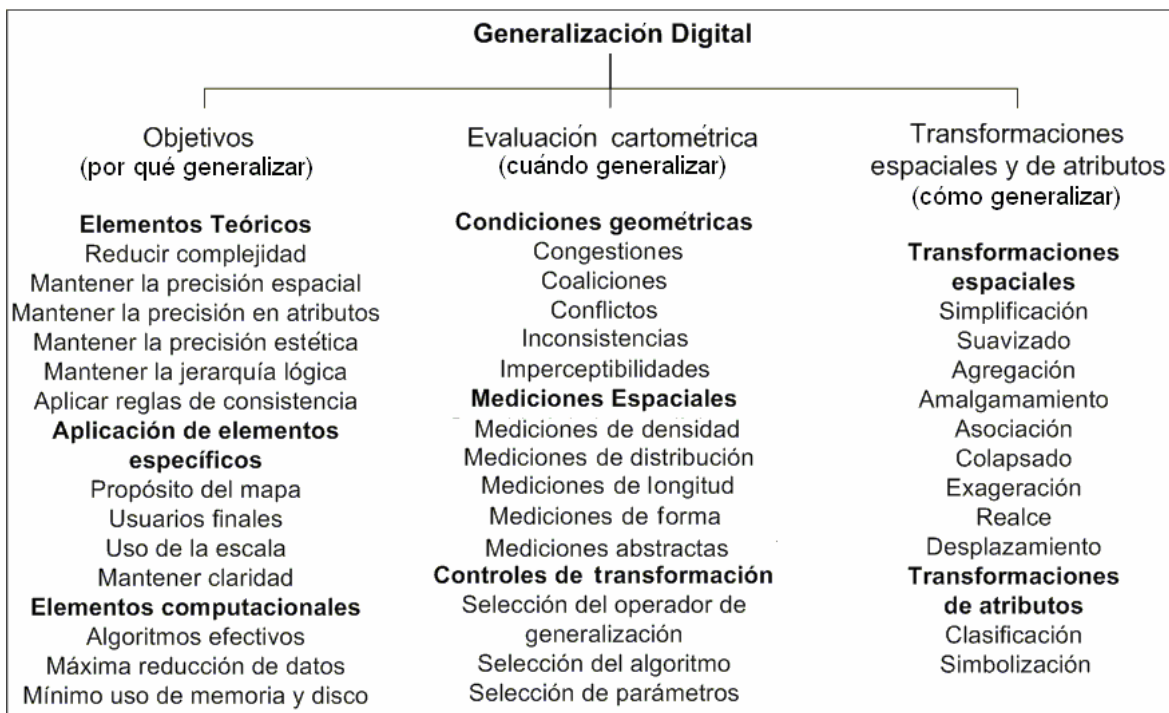 Generalización Digital
Objetivos
(por qué generalizar)
Elementos Teóricos
Reducir complejidad
Mantener la precisión espacial
Mantener la precisión en atributos
Mantener la precisión estética
Mantener la jerarquía lógica
Aplicar reglas de consistencia
Aplicación de elementos
específicos
Propósito del mapa
Usuarios finales
Uso de la escala
Mantener claridad
Elementos computacionales
Algoritmos efectivos
Máxima reducción de datos
Mínimo uso de memoria y disco
Evaluación cartométrica
(cuándo generalizar)
Condiciones geométricas
Congestiones
Coaliciones
Conflictos
Inconsistencias
Imperceptibilidades
Mediciones Espaciales
Mediciones de densidad
Mediciones de distribución
Mediciones de longitud
Mediciones de forma
Mediciones abstractas
Controles de transformación
Selección del operador de
generalización
Selección del algoritmo
Selección de parámetros
Transformaciones
espaciales y de atributos
(cómo generalizar)
Transformaciones
espaciales
Simplificación
Suavizado
Agregación
Amalgamamiento
Asociación
Colapsado
Exageración
Realce
Desplazamiento
Transformaciones
de atributos
Clasificación
Simbolización